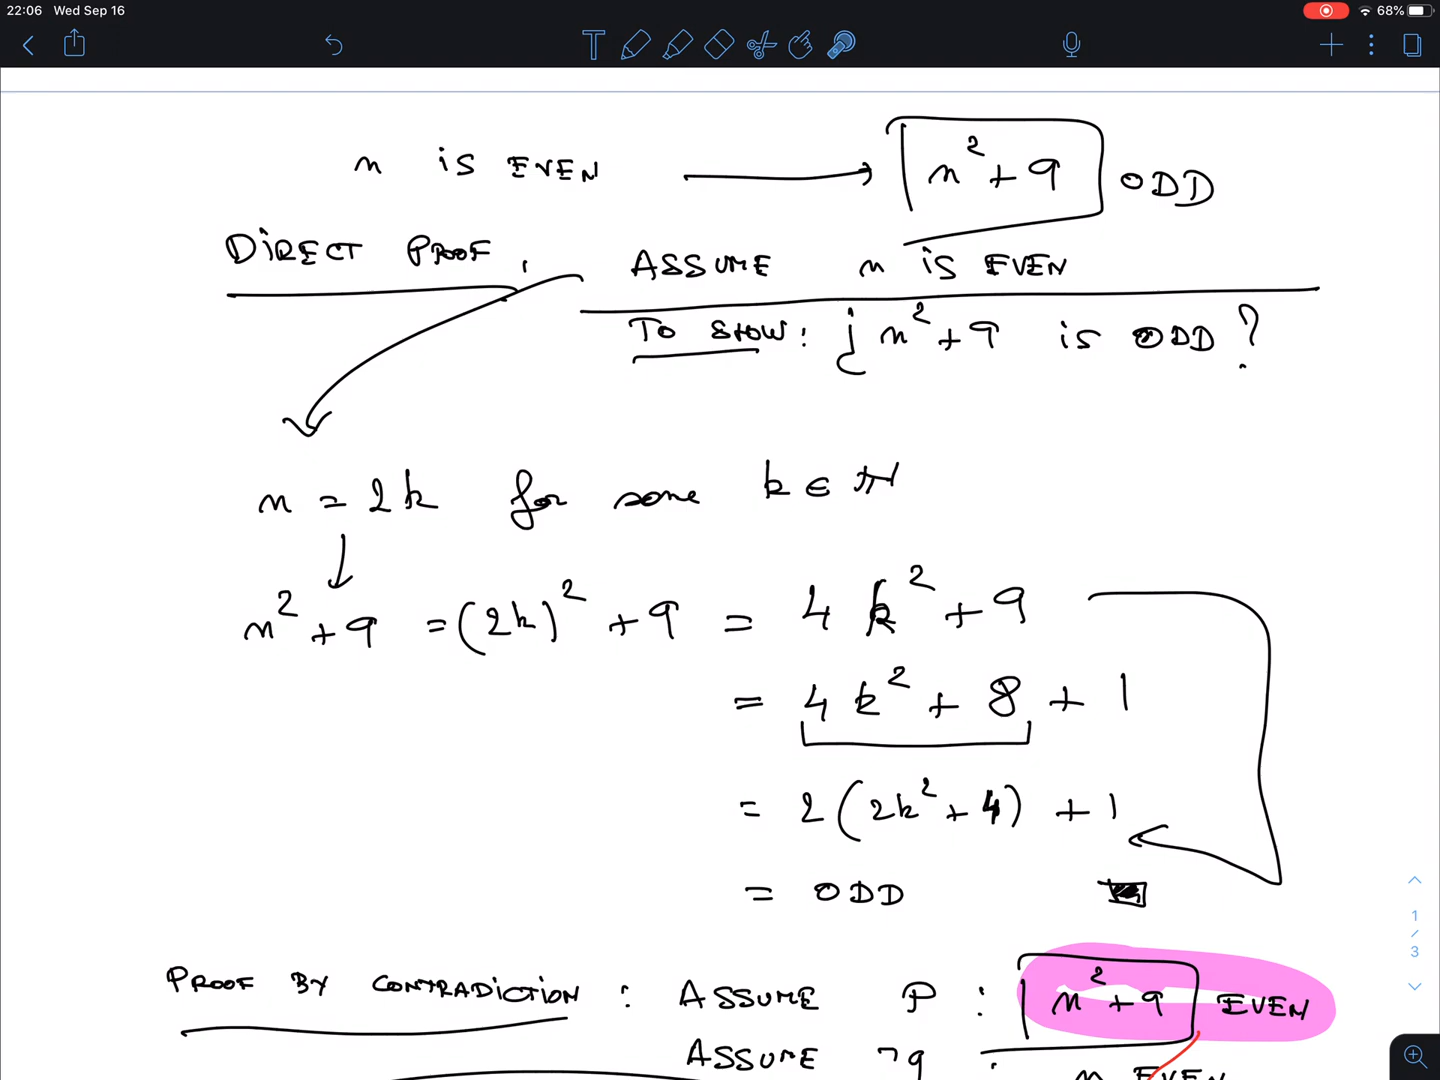 22:06 Wed Sep 16 68%
n is EVEN → n² + 9 ODD
DIRECT PROOF. ASSUME n is EVEN
TO SHOW: ¿ n² + 9 is ODD ?
n = 2k for some k ∈ ℕ
n² + 9 = (2k)² + 9 = 4k² + 9
= 4k² + 8 + 1
= 2(2k² + 4) + 1
= ODD
1
/
3
PROOF BY CONTRADICTION : ASSUME P : n² + 9 EVEN
ASSUME ¬q : n EVEN